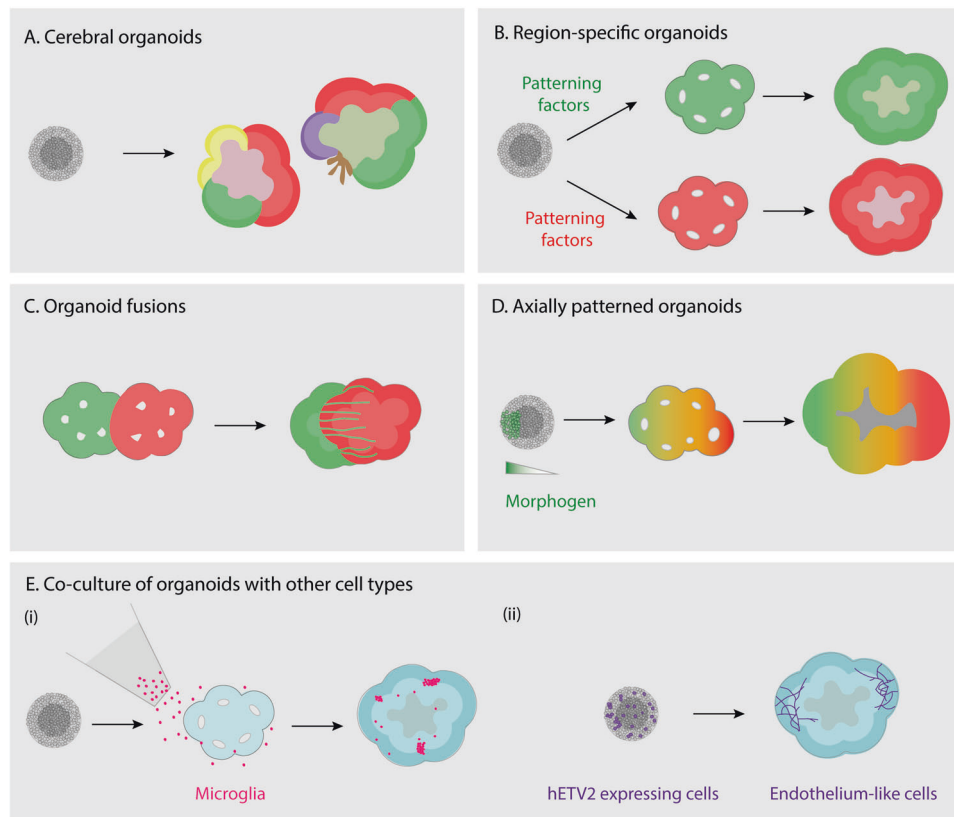 A. Cerebral organoids
B. Region-specific organoids
Patterning
factors
Patterning
factors
C. Organoid fusions
D. Axially patterned organoids
Morphogen
E. Co-culture of organoids with other cell types
(i)
(ii)
Microglia
hETV2 expressing cells
Endothelium-like cells